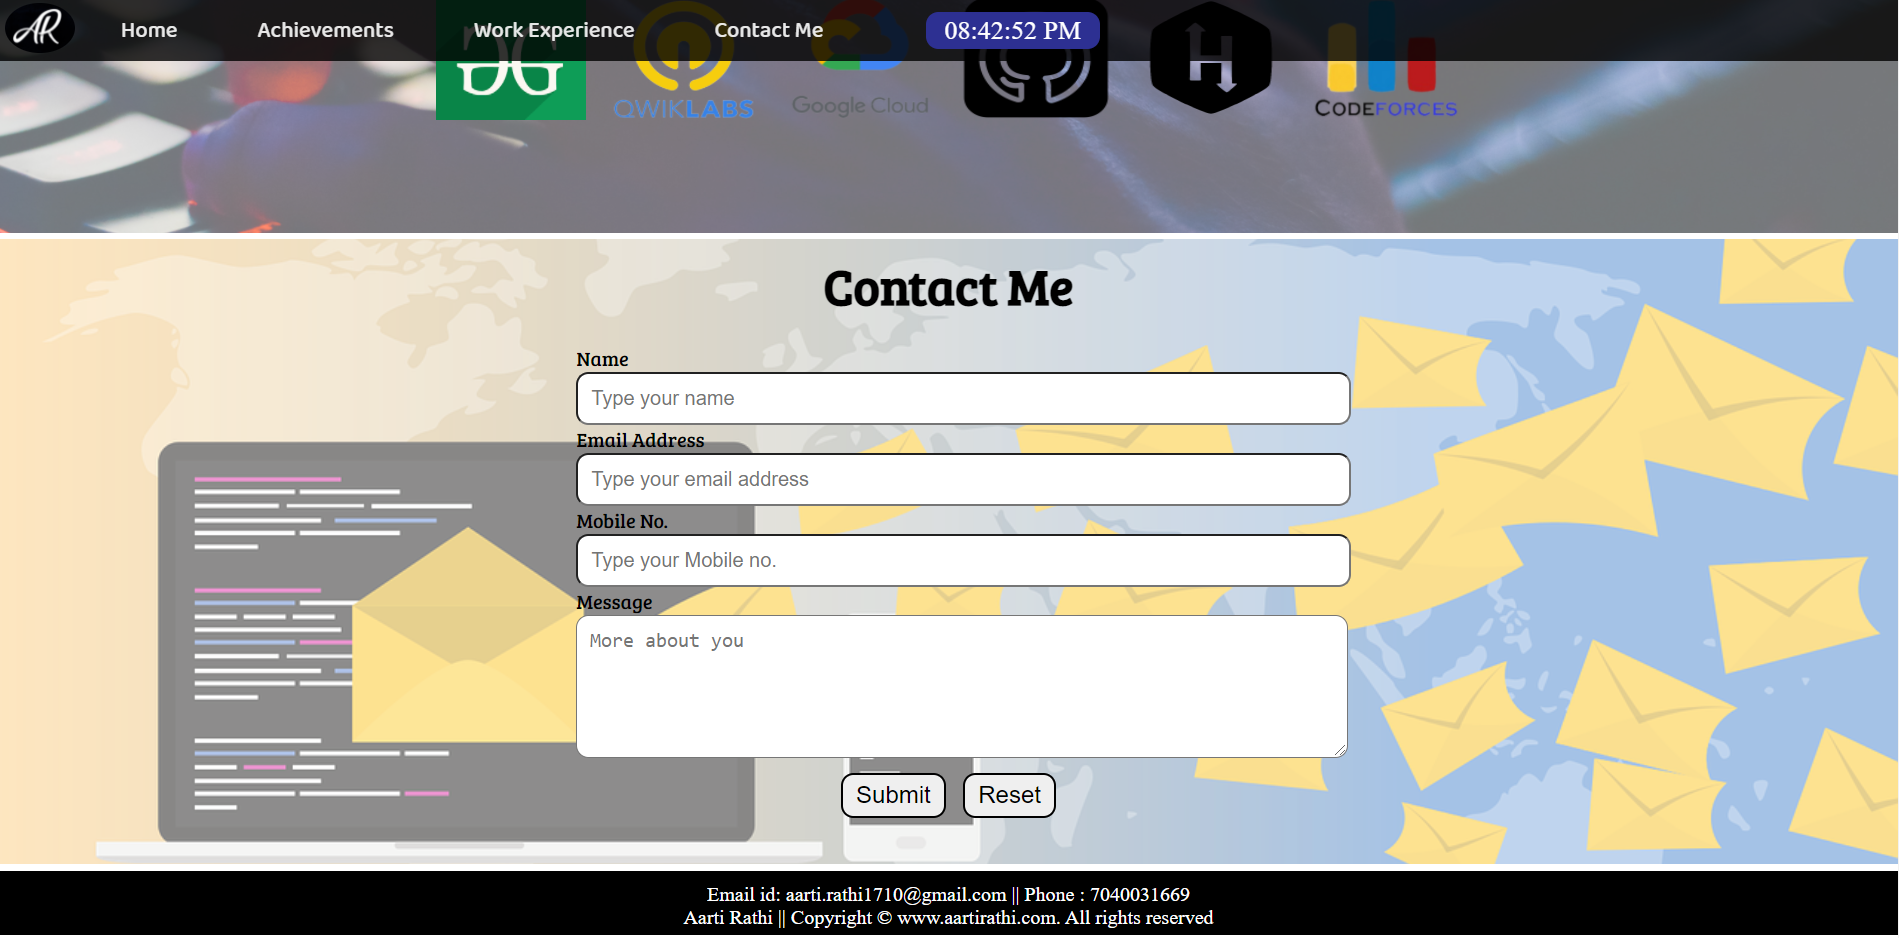 AR Home Achievements Work Experience Contact Me 08:42:52 PM
QWIKLABS Google Cloud H CODEFORCES
Contact Me
Name
Type your name
Email Address
Type your email address
Mobile No.
Type your Mobile no.
Message
More about you
Submit Reset
Email id: aarti.rathi1710@gmail.com || Phone : 7040031669
Aarti Rathi || Copyright © www.aartirathi.com. All rights reserved